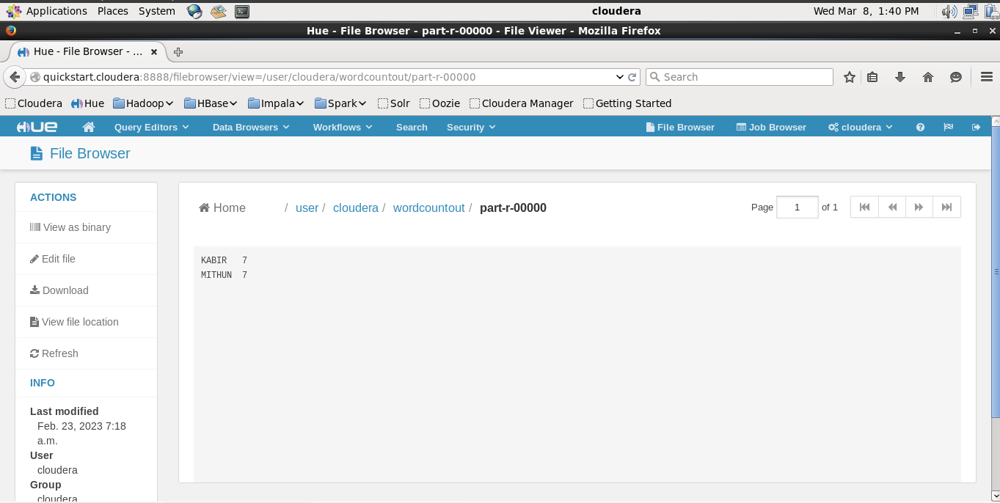 Applications Places System cloudera Wed Mar 8, 1:40 PM
Hue - File Browser - part-r-00000 - File Viewer - Mozilla Firefox
Hue - File Browser - ...
quickstart.cloudera:8888/filebrowser/view=/user/cloudera/wordcountout/part-r-00000 Search
Cloudera Hue Hadoop HBase Impala Spark Solr Oozie Cloudera Manager Getting Started
HUE Query Editors Data Browsers Workflows Search Security File Browser Job Browser cloudera
File Browser
ACTIONS
View as binary
Edit file
Download
View file location
Refresh
INFO
Last modified
Feb. 23, 2023 7:18
a.m.
User
cloudera
Group
cloudera
Home / user / cloudera / wordcountout / part-r-00000 Page 1 of 1
KABIR 7
MITHUN 7